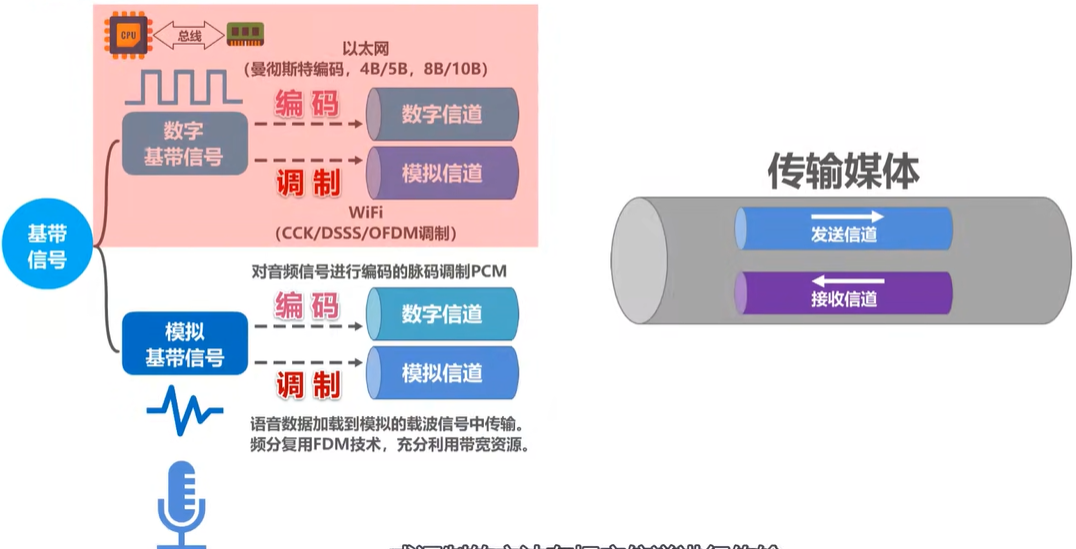 CPU
总线
以太网
（曼彻斯特编码，4B/5B，8B/10B）
编 码
数字信道
数字
基带信号
模拟信道
调 制
WiFi
（CCK/DSSS/OFDM调制）
基带
信号
对音频信号进行编码的脉码调制PCM
编 码
数字信道
模拟
基带信号
模拟信道
调 制
语音数据加载到模拟的载波信号中传输。
频分复用FDM技术，充分利用带宽资源。
传输媒体
发送信道
接收信道